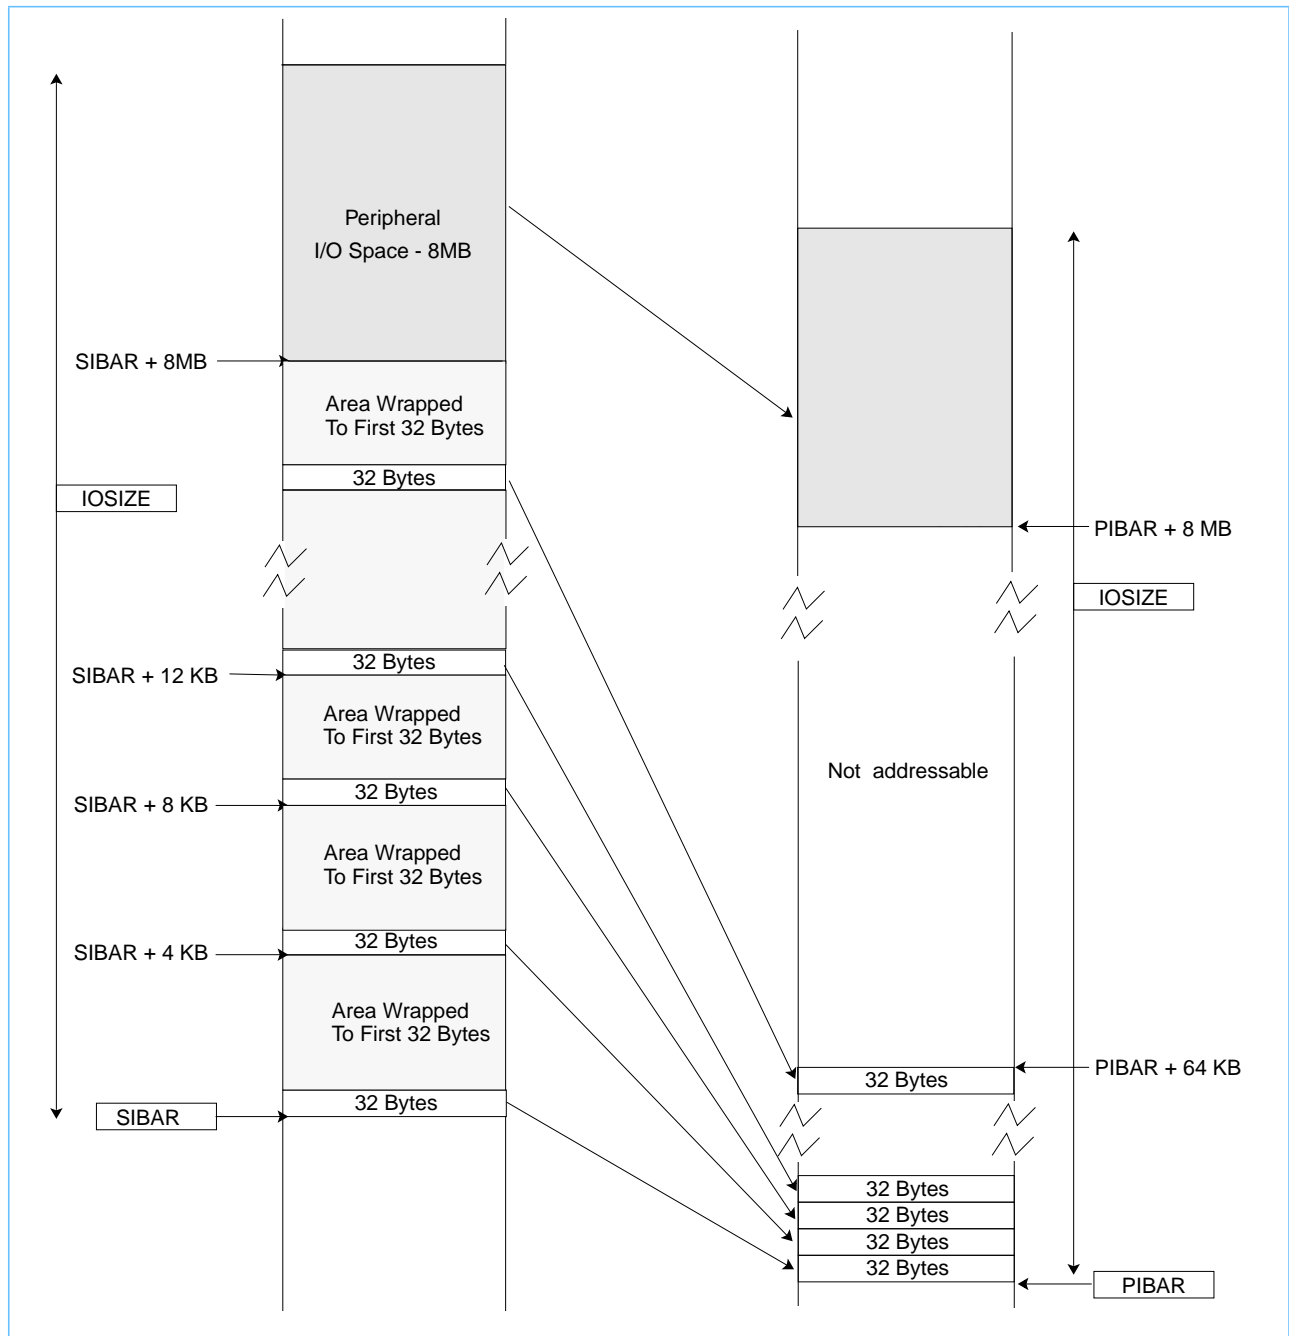 Peripheral
I/O Space - 8MB
SIBAR + 8MB
Area Wrapped
To First 32 Bytes
32 Bytes
IOSIZE
PIBAR + 8 MB
IOSIZE
32 Bytes
SIBAR + 12 KB
Area Wrapped
To First 32 Bytes
Not addressable
32 Bytes
SIBAR + 8 KB
Area Wrapped
To First 32 Bytes
32 Bytes
SIBAR + 4 KB
Area Wrapped
To First 32 Bytes
PIBAR + 64 KB
32 Bytes
32 Bytes
SIBAR
32 Bytes
32 Bytes
32 Bytes
32 Bytes
PIBAR